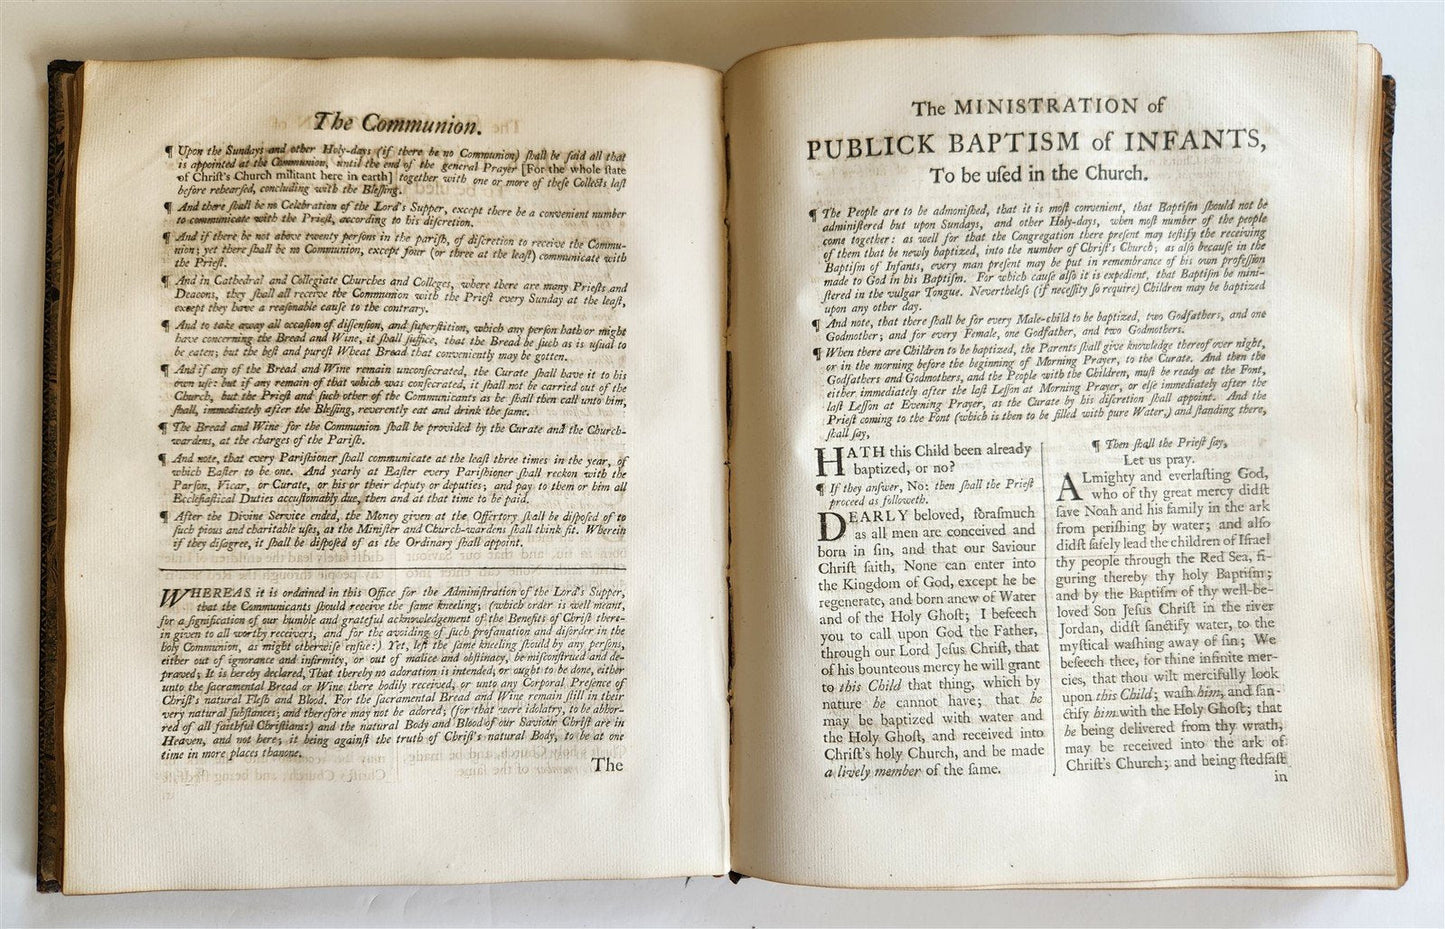 The Communion.
¶ Upon the Sundays and other Holy-days (if there be no Communion) ſhall be ſaid all that
is appointed at the Communion, until the end of the general Prayer [For the whole ſtate
of Chriſt's Church militant here in earth] together with one or more of theſe Collects laſt
before rehearſed, concluding with the Bleſſing.
¶ And there ſhall be no Celebration of the Lord's Supper, except there be a convenient number
to communicate with the Prieſt, according to his diſcretion.
¶ And if there be not above twenty perſons in the pariſh, of diſcretion to receive the Commu-
nion; yet there ſhall be no Communion, except four (or three at the leaſt) communicate with
the Prieſt.
¶ And in Cathedral and Collegiate Churches and Colleges, where there are many Prieſts and
Deacons, they ſhall all receive the Communion with the Prieſt every Sunday at the leaſt,
except they have a reaſonable cauſe to the contrary.
¶ And to take away all occaſion of diſſenſion, and ſuperſtition, which any perſon hath or might
have concerning the Bread and Wine, it ſhall ſuffice, that the Bread be ſuch as is uſual to
be eaten; but the beſt and pureſt Wheat Bread that conveniently may be gotten.
¶ And if any of the Bread and Wine remain unconſecrated, the Curate ſhall have it to his
own uſe: but if any remain of that which was conſecrated, it ſhall not be carried out of the
Church, but the Prieſt and ſuch other of the Communicants as he ſhall then call unto him,
ſhall, immediately after the Bleſſing, reverently eat and drink the ſame.
¶ The Bread and Wine for the Communion ſhall be provided by the Curate and the Church-
wardens, at the charges of the Pariſh.
¶ And note, that every Pariſhioner ſhall communicate at the leaſt three times in the year, of
which Eaſter to be one. And yearly at Eaſter every Pariſhioner ſhall reckon with the
Parſon, Vicar, or Curate, or his or their deputy or deputies; and pay to them or him all
Eccleſiaſtical Duties accuſtomably due, then and at that time to be paid.
¶ After the Divine Service ended, the Money given at the Offertory ſhall be diſpoſed of to
ſuch pious and charitable uſes, as the Miniſter and Church-wardens ſhall think fit. Wherein
if they diſagree, it ſhall be diſpoſed of as the Ordinary ſhall appoint.
WHEREAS it is ordained in this Office for the Adminiſtration of the Lord's Supper,
that the Communicants ſhould receive the ſame kneeling; (which order is well meant,
for a ſignification of our humble and grateful acknowledgement of the Benefits of Chriſt there-
in given to all worthy receivers, and for the avoiding of ſuch profanation and diſorder in the
holy Communion, as might otherwiſe enſue:) Yet, leſt the ſame kneeling ſhould by any perſons,
either out of ignorance and infirmity, or out of malice and obſtinacy, be miſconſtrued and de-
praved; It is hereby declared, That thereby no adoration is intended, or ought to be done, either
unto the ſacramental Bread or Wine there bodily received, or unto any Corporal Preſence of
Chriſt's natural Fleſh and Blood. For the ſacramental Bread and Wine remain ſtill in their
very natural ſubſtances, and therefore may not be adored; (for that were idolatry, to be abhor-
red of all faithful Chriſtians:) and the natural Body and Blood of our Saviour Chriſt are in
Heaven, and not here; it being againſt the truth of Chriſt's natural Body, to be at one
time in more places than one.
The
The MINISTRATION of
PUBLICK BAPTISM of INFANTS,
To be uſed in the Church.
¶ The People are to be admoniſhed, that it is moſt convenient, that Baptiſm ſhould not be
adminiſtered but upon Sundays, and other Holy-days, when moſt number of the people
come together: as well for that the Congregation there preſent may teſtify the receiving
of them that be newly baptized, into the number of Chriſt's Church; as alſo becauſe in the
Baptiſm of Infants, every man preſent may be put in remembrance of his own profeſſion
made to God in his Baptiſm. For which cauſe alſo it is expedient, that Baptiſm be mini-
ſtered in the vulgar Tongue. Nevertheleſs (if neceſſity ſo require) Children may be baptized
upon any other day.
¶ And note, that there ſhall be for every Male-child to be baptized, two Godfathers, and one
Godmother; and for every Female, one Godfather, and two Godmothers.
¶ When there are Children to be baptized, the Parents ſhall give knowledge thereof over night,
or in the morning before the beginning of Morning Prayer, to the Curate. And then the
Godfathers and Godmothers, and the People with the Children, muſt be ready at the Font,
either immediately after the laſt Leſſon at Morning Prayer, or elſe immediately after the
laſt Leſſon at Evening Prayer, as the Curate by his diſcretion ſhall appoint. And the
Prieſt coming to the Font (which is then to be filled with pure Water,) and ſtanding there,
ſhall ſay,
HATH this Child been already
baptized, or no?
¶ If they anſwer, No: then ſhall the Prieſt
proceed as followeth.
DEARLY beloved, foraſmuch
as all men are conceived and
born in ſin, and that our Saviour
Chriſt ſaith, None can enter into
the Kingdom of God, except he be
regenerate, and born anew of Water
and of the Holy Ghoſt; I beſeech
you to call upon God the Father,
through our Lord Jeſus Chriſt, that
of his bounteous mercy he will grant
to this Child that thing, which by
nature he cannot have; that he
may be baptized with water and
the Holy Ghoſt, and received into
Chriſt's holy Church, and be made
a lively member of the ſame.
¶ Then ſhall the Prieſt ſay,
Let us pray.
ALmighty and everlaſting God,
who of thy great mercy didſt
ſave Noah and his family in the ark
from periſhing by water; and alſo
didſt ſafely lead the children of Iſrael
thy people through the Red Sea, fi-
guring thereby thy holy Baptiſm;
and by the Baptiſm of thy well-be-
loved Son Jeſus Chriſt in the river
Jordan, didſt ſanctify water, to the
myſtical waſhing away of ſin; We
beſeech thee, for thine infinite mer-
cies, that thou wilt mercifully look
upon this Child; waſh him, and ſan-
ctify him with the Holy Ghoſt; that
he being delivered from thy wrath,
may be received into the ark of
Chriſt's Church; and being ſtedfaſt
in